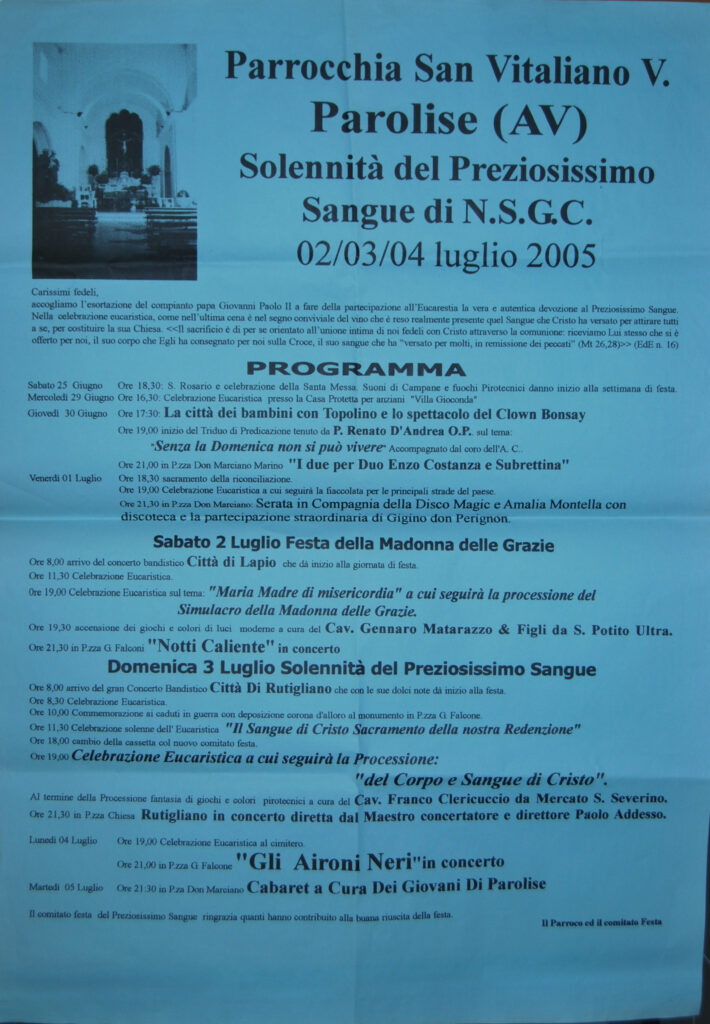 Parrocchia San Vitaliano V.
Parolise (AV)
Solennità del Preziosissimo
Sangue di N.S.G.C.
02/03/04 luglio 2005
Carissimi fedeli,
accogliamo l'esortazione del compianto papa Giovanni Paolo II a fare della partecipazione all'Eucarestia la vera e autentica devozione al Preziosissimo Sangue.
Nella celebrazione eucaristica, come nell'ultima cena è nel segno conviviale del vino che è reso realmente presente quel Sangue che Cristo ha versato per attirare tutti
a se, per costituire la sua Chiesa. <<Il sacrificio è di per se orientato all'unione intima di noi fedeli con Cristo attraverso la comunione: riceviamo Lui stesso che si è
offerto per noi, il suo corpo che Egli ha consegnato per noi sulla Croce, il suo sangue che ha "versato per molti, in remissione dei peccati" (Mt 26,28)>> (EdE n. 16)
PROGRAMMA
Sabato 25 Giugno Ore 18,30: S. Rosario e celebrazione della Santa Messa. Suoni di Campane e fuochi Pirotecnici danno inizio alla settimana di festa.
Mercoledì 29 Giugno Ore 16,30; Celebrazione Eucaristica presso la Casa Protetta per anziani "Villa Gioconda"
Giovedì 30 Giugno Ore 17:30: La città dei bambini con Topolino e lo spettacolo del Clown Bonsay
Ore 19,00 inizio del Triduo di Predicazione tenuto da P. Renato D'Andrea O.P. sul tema:
"Senza la Domenica non si può vivere" Accompagnato dal coro dell'A. C..
Ore 21,00 in P.zza Don Marciano Marino "I due per Duo Enzo Costanza e Subrettina"
Venerdì 01 Luglio Ore 18,30 sacramento della riconciliazione.
Ore 19,00 Celebrazione Eucaristica a cui seguirà la fiaccolata per le principali strade del paese.
Ore 21,30 in P.zza Don Marciano: Serata in Compagnia della Disco Magic e Amalia Montella con
discoteca e la partecipazione straordinaria di Gigino don Perignon.
Sabato 2 Luglio Festa della Madonna delle Grazie
Ore 8,00 arrivo del concerto bandistico Città di Lapio che dà inizio alla giornata di festa.
Ore 11,30 Celebrazione Eucaristica.
0re 19,00 Celebrazione Eucaristica sul tema: "Maria Madre di misericordia" a cui seguirà la processione del
Simulacro della Madonna delle Grazie.
Ore 19,30 accensione dei giochi e colori di luci moderne a cura del Cav. Gennaro Matarazzo & Figli da S. Potito Ultra.
Ore 21,30 in P.zza G. Falconi "Notti Caliente" in concerto
Domenica 3 Luglio Solennità del Preziosissimo Sangue
Ore 8,00 arrivo del gran Concerto Bandistico Città Di Rutigliano che con le sue dolci note dà inizio alla festa.
Ore 8,30 Celebrazione Eucaristica.
Ore 10,00 Commemorazione ai caduti in guerra con deposizione corona d'alloro al monumento in P.zza G. Falcone.
Ore 11,30 Celebrazione solenne dell' Eucaristica "Il Sangue di Cristo Sacramento della nostra Redenzione"
Ore 18,00 cambio della cassetta col nuovo comitato festa.
Ore 19,00 Celebrazione Eucaristica a cui seguirà la Processione:
"del Corpo e Sangue di Cristo".
Al termine della Processione fantasia di giochi e colori pirotecnici a cura del Cav. Franco Clericuccio da Mercato S. Severino.
Ore 21,30 in P.zza Chiesa Rutigliano in concerto diretta dal Maestro concertatore e direttore Paolo Addesso.
Lunedì 04 Luglio Ore 19,00 Celebrazione Eucaristica al cimitero.
Ore 21,00 in P.zza G. Falcone "Gli Aironi Neri"in concerto
Martedì 05 Luglio Ore 21:30 in P.zza Don Marciano Cabaret a Cura Dei Giovani Di Parolise
Il comitato festa del Preziosissimo Sangue ringrazia quanti hanno contribuito alla buana riuscita della festa.
Il Parroco ed il comitato Festa